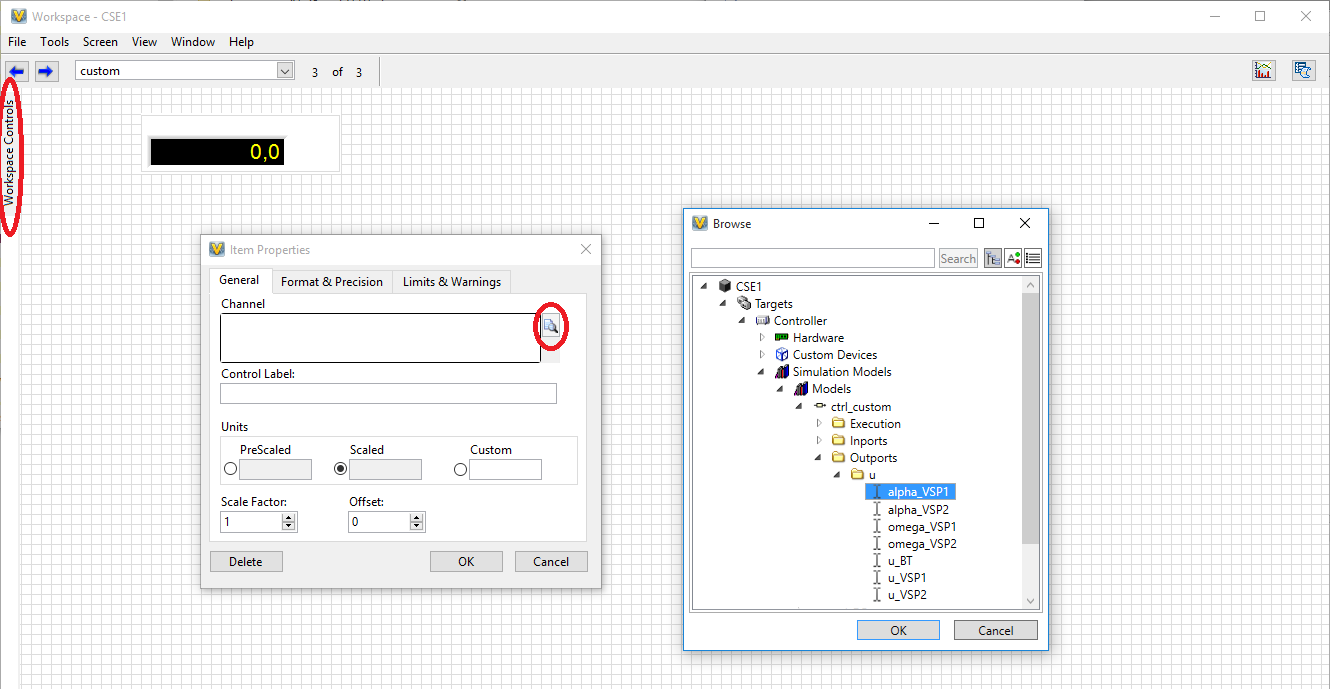 Workspace - CSE1
File Tools Screen View Window Help
custom 3 of 3
Workspace Controls
0,0
Item Properties
General Format & Precision Limits & Warnings
Channel
Control Label:
Units
PreScaled Scaled Custom
Scale Factor: Offset:
1 0
Delete OK Cancel
Browse
Search
CSE1
Targets
Controller
Hardware
Custom Devices
Simulation Models
Models
ctrl_custom
Execution
Inports
Outports
u
alpha_VSP1
alpha_VSP2
omega_VSP1
omega_VSP2
u_BT
u_VSP1
u_VSP2
OK Cancel